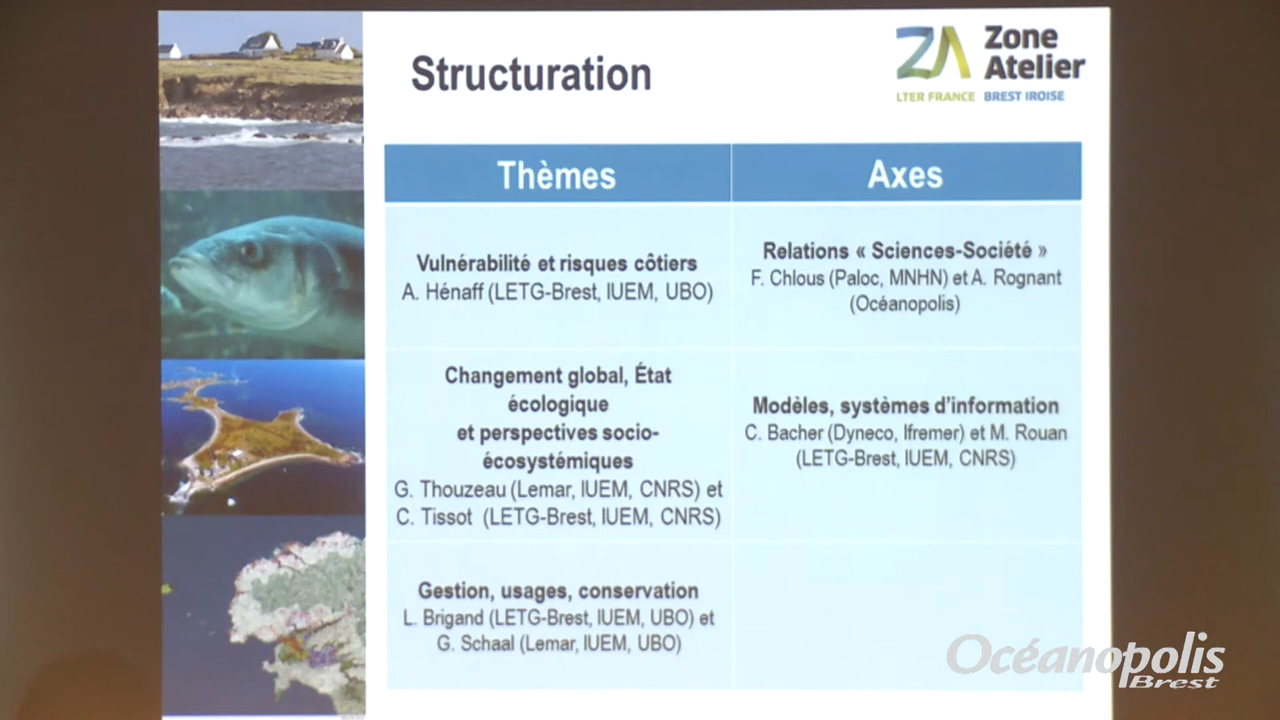 Structuration
Zone
Atelier
LTER FRANCE BREST IROISE
Thèmes
Axes
Vulnérabilité et risques côtiers
A. Hénaff (LETG-Brest, IUEM, UBO)
Relations « Sciences-Société »
F. Chlous (Paloc, MNHN) et A. Rognant
(Océanopolis)
Changement global, État
écologique
et perspectives socio-
écosystémiques
G. Thouzeau (Lemar, IUEM, CNRS) et
C. Tissot (LETG-Brest, IUEM, CNRS)
Modèles, systèmes d'information
C. Bacher (Dyneco, Ifremer) et M. Rouan
(LETG-Brest, IUEM, CNRS)
Gestion, usages, conservation
L. Brigand (LETG-Brest, IUEM, UBO) et
G. Schaal (Lemar, IUEM, UBO)
Océanopolis
Brest